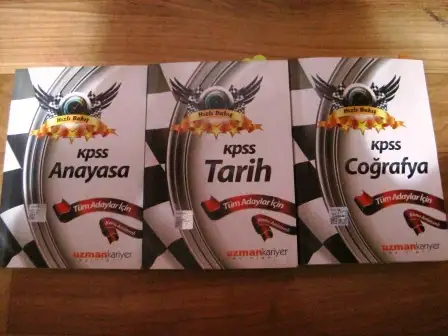 Hızlı Bakış
KPSS
Anayasa
Tüm Adaylar İçin
uzmankariyer
Hızlı Bakış
KPSS
Tarih
Tüm Adaylar İçin
uzmankariyer
Hızlı Bakış
KPSS
Coğrafya
Tüm Adaylar İçin
uzmankariyer